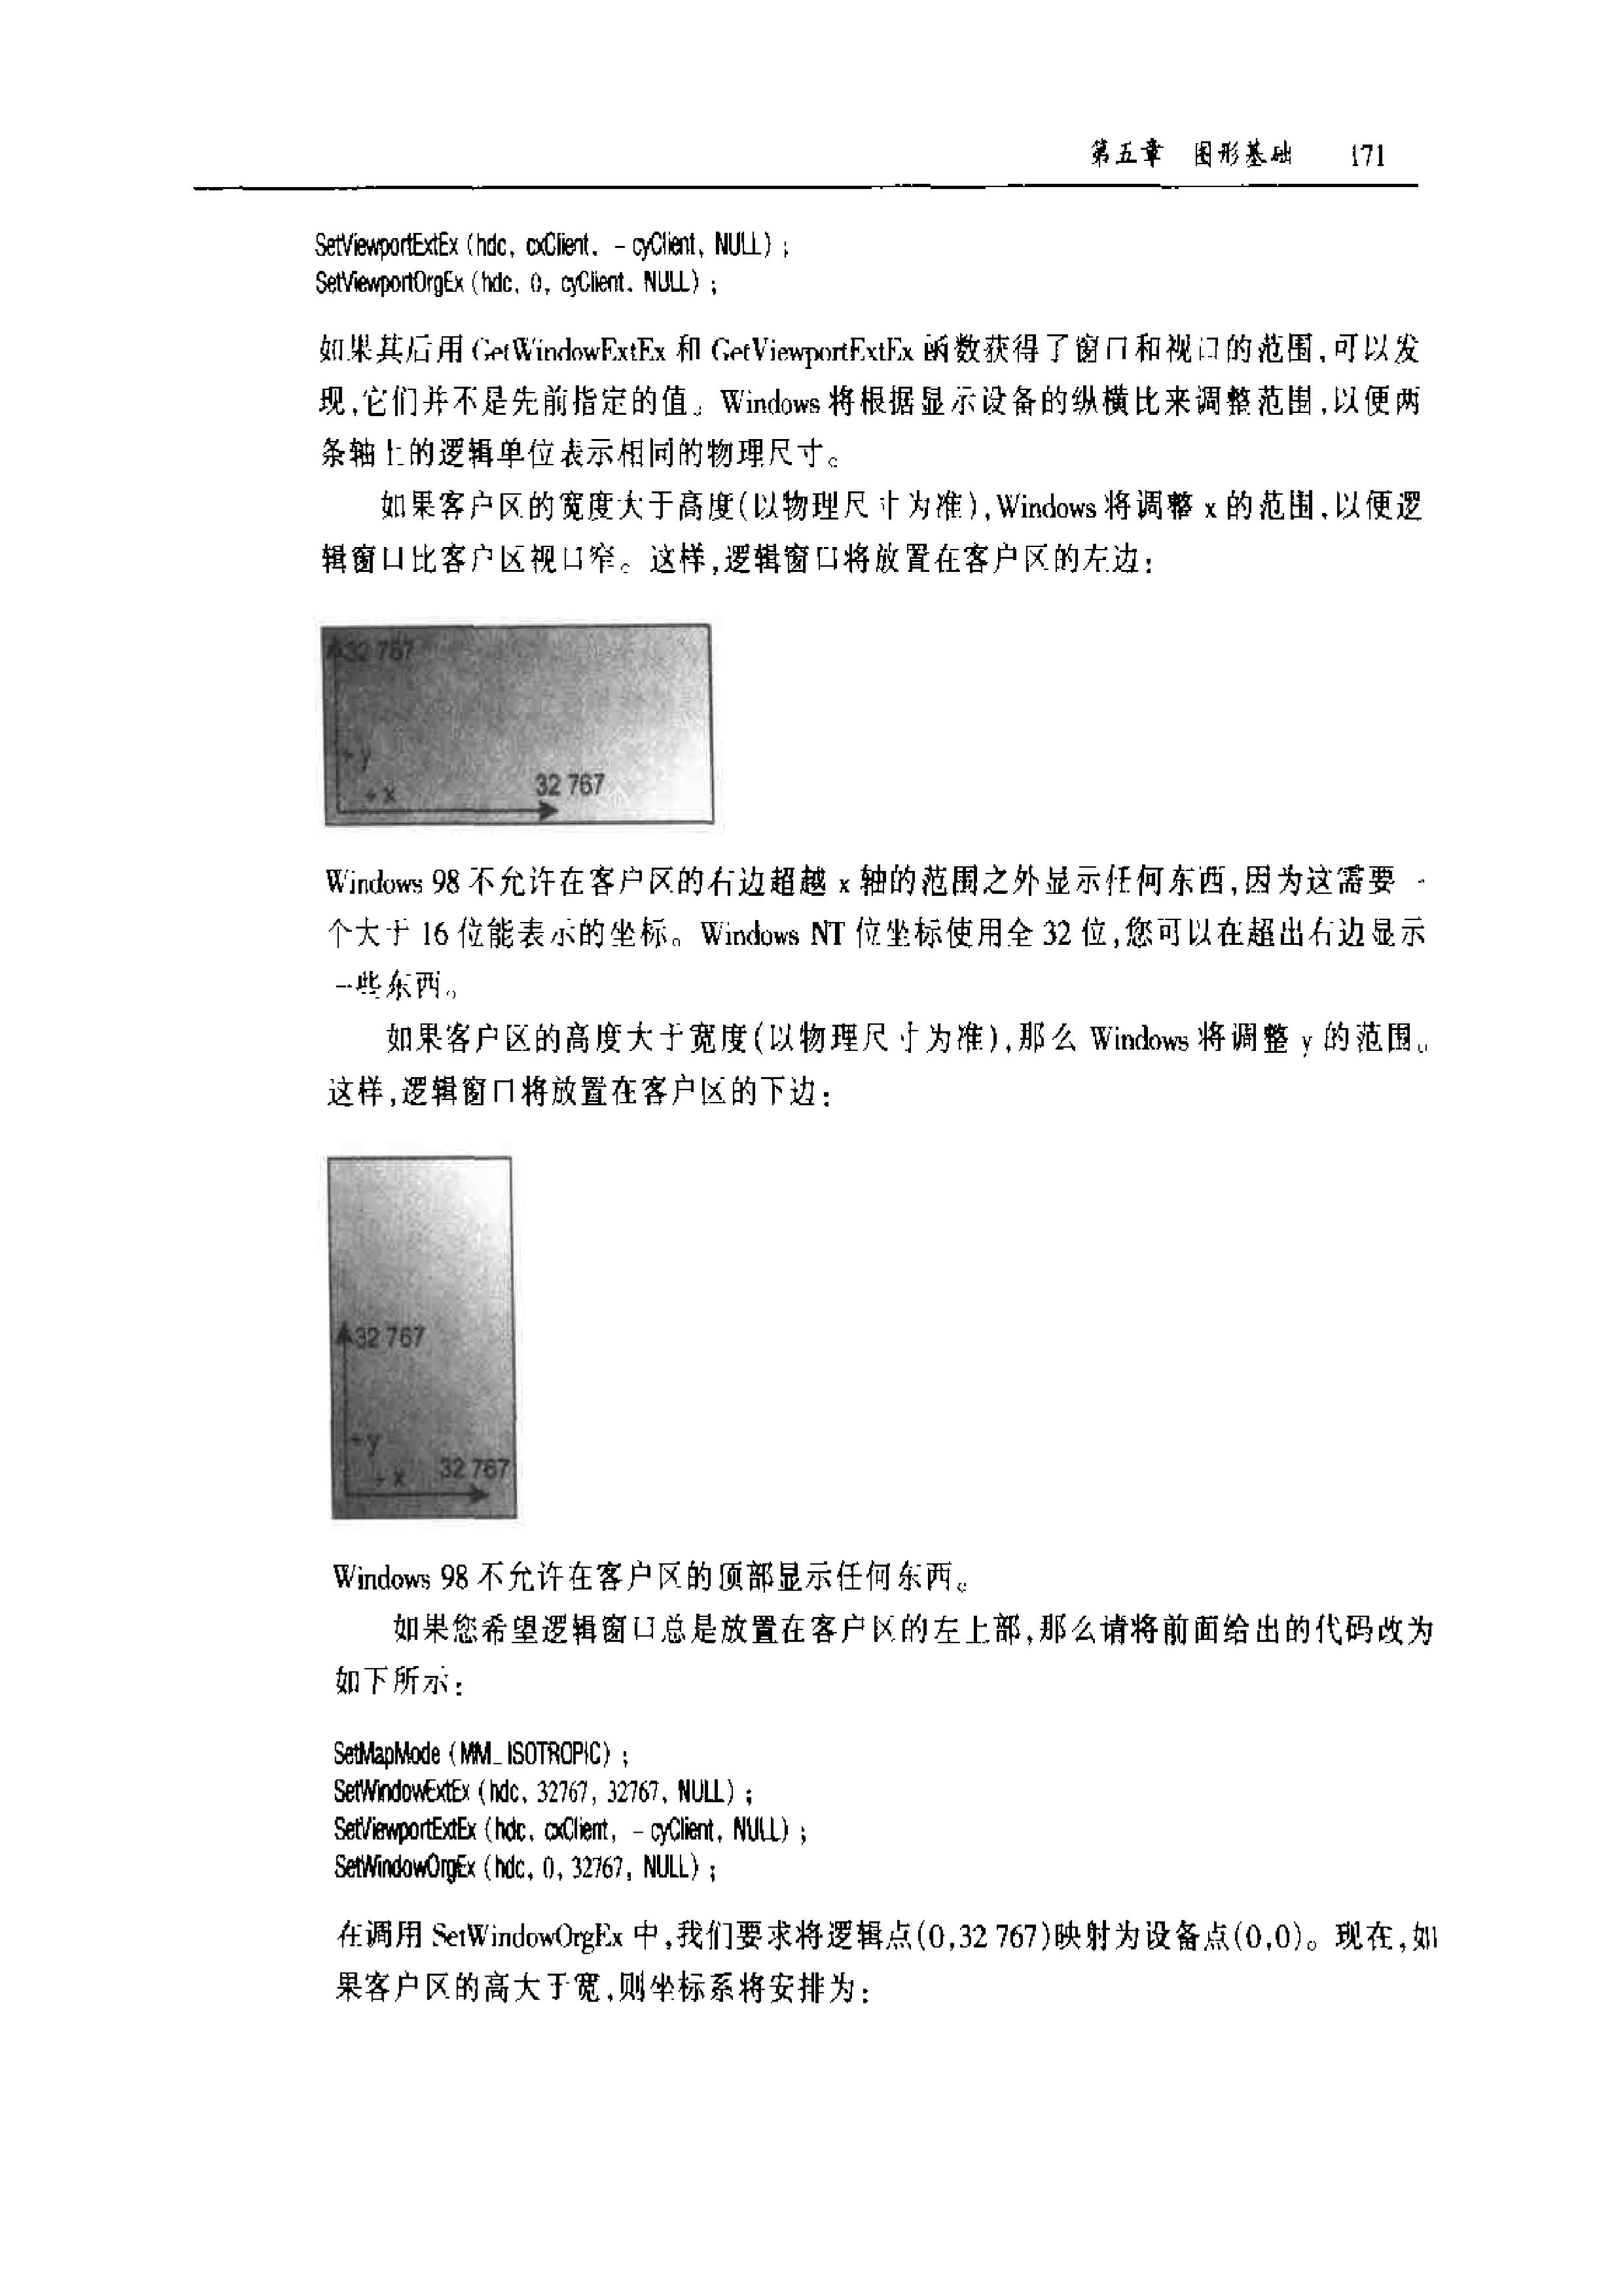 第五章 图形基础 171
SetViewportExtEx (hdc, cxClient, -cyClient, NULL) ;
SetViewportOrgEx (hdc, 0, cyClient, NULL) ;
如果其后用 GetWindowExtEx 和 GetViewportExtEx 函数获得了窗口和视口的范围,可以发
现,它们并不是先前指定的值。Windows 将根据显示设备的纵横比来调整范围,以便两
条轴上的逻辑单位表示相同的物理尺寸。
如果客户区的宽度大于高度(以物理尺寸为准),Windows 将调整 x 的范围,以便逻
辑窗口比客户区视口窄。这样,逻辑窗口将放置在客户区的左边:
32 767
+y
32 767
+x
Windows 98 不允许在客户区的右边超越 x 轴的范围之外显示任何东西,因为这需要一
个大于 16 位能表示的坐标。Windows NT 位坐标使用全 32 位,您可以在超出右边显示
一些东西。
如果客户区的高度大于宽度(以物理尺寸为准),那么 Windows 将调整 y 的范围。
这样,逻辑窗口将放置在客户区的下边:
32 767
+y
32 767
+x
Windows 98 不允许在客户区的顶部显示任何东西。
如果您希望逻辑窗口总是放置在客户区的左上部,那么请将前面给出的代码改为
如下所示:
SetMapMode (MM_ISOTROPIC) ;
SetWindowExtEx (hdc, 32767, 32767, NULL) ;
SetViewportExtEx (hdc, cxClient, -cyClient, NULL) ;
SetWindowOrgEx (hdc, 0, 32767, NULL) ;
在调用 SetWindowOrgEx 中,我们要求将逻辑点(0,32 767)映射为设备点(0,0)。现在,如
果客户区的高大于宽,则坐标系将安排为: